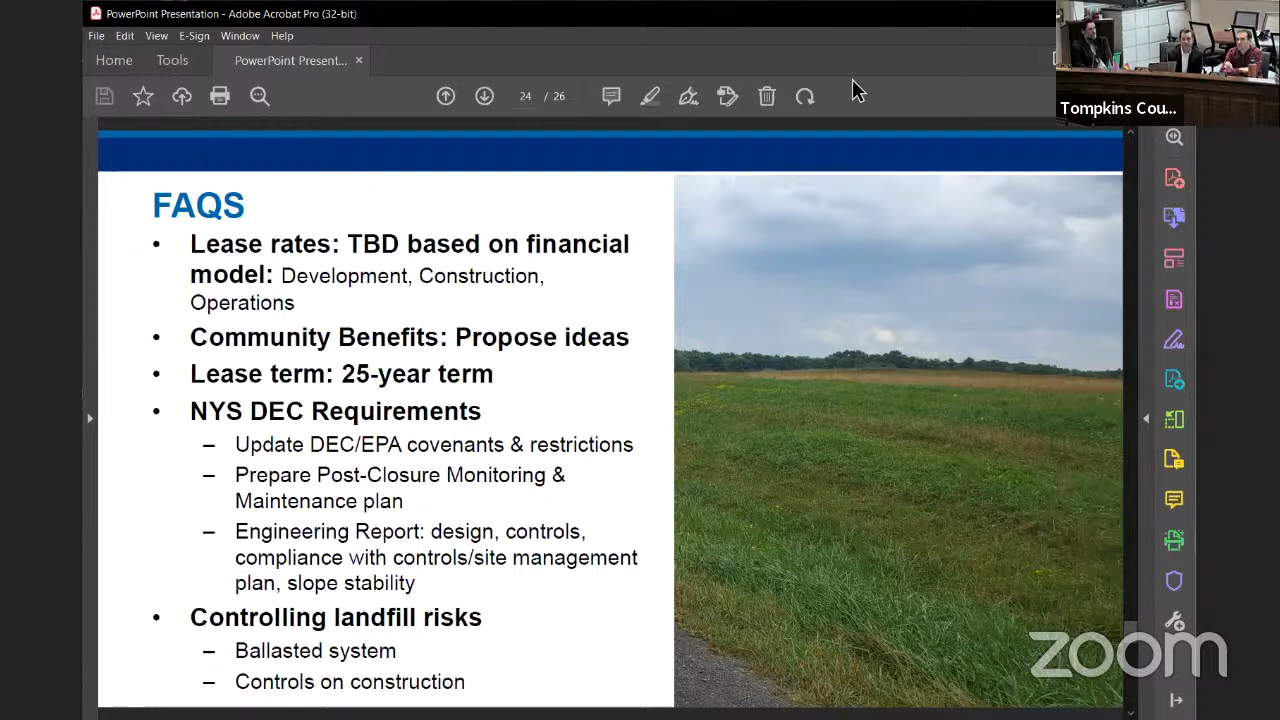 PowerPoint Presentation - Adobe Acrobat Pro (32-bit)
File Edit View E-Sign Window Help
Home Tools PowerPoint Present... ×
24 / 26
Tompkins Cou...
FAQS
• Lease rates: TBD based on financial
model: Development, Construction,
Operations
• Community Benefits: Propose ideas
• Lease term: 25-year term
• NYS DEC Requirements
– Update DEC/EPA covenants & restrictions
– Prepare Post-Closure Monitoring &
Maintenance plan
– Engineering Report: design, controls,
compliance with controls/site management
plan, slope stability
• Controlling landfill risks
– Ballasted system
– Controls on construction
zoom